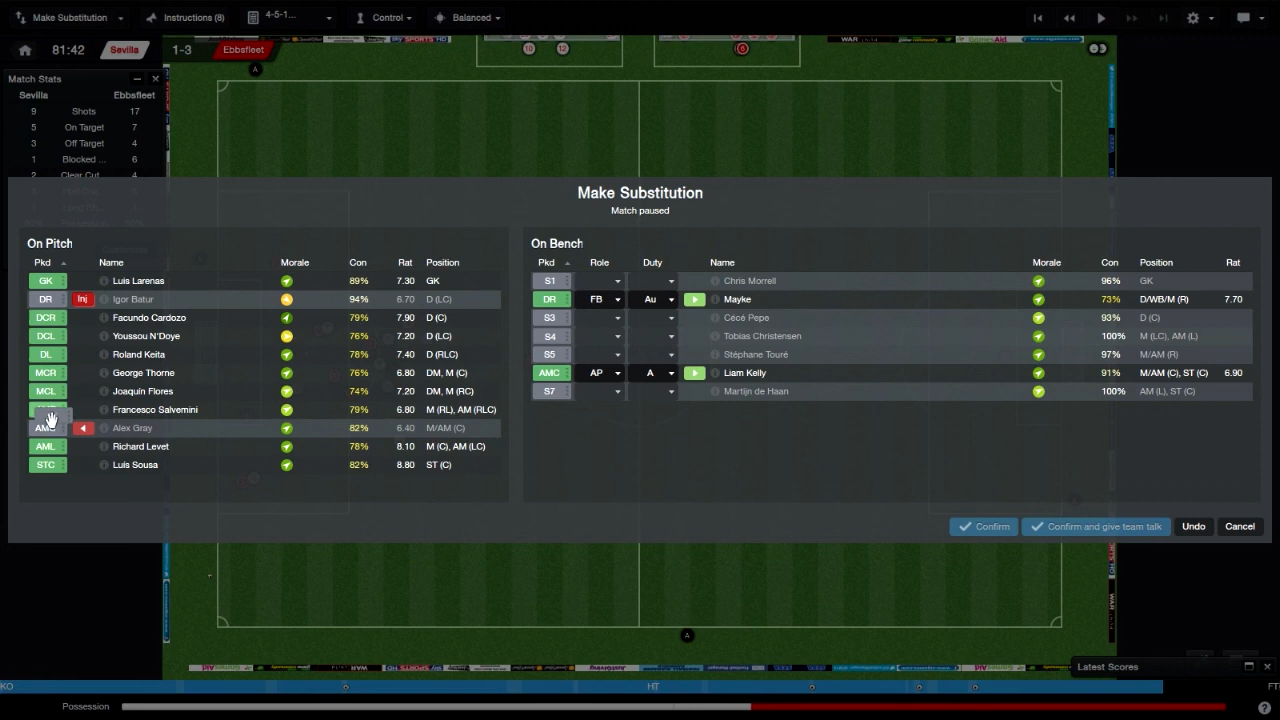 Make Substitution Instructions (8) 4-5-1... Control Balanced
81:42 Sevilla 1-3 Ebbsfleet
10 12 6
A
Match Stats
Sevilla Ebbsfleet
9 Shots 17
5 On Target 7
3 Off Target 4
1 Blocked ... 6
2 Clear Cut... 4
Make Substitution
Match paused
On Pitch
Pkd Name Morale Con Rat Position
GK Luis Larenas 89% 7.30 GK
DR Inj Igor Batur 94% 6.70 D (LC)
DCR Facundo Cardozo 79% 7.90 D (C)
DCL Youssou N'Doye 76% 7.20 D (LC)
DL Roland Keita 78% 7.40 D (RLC)
MCR George Thorne 76% 6.80 DM, M (C)
MCL Joaquín Flores 74% 7.20 DM, M (RC)
Francesco Salvemini 79% 6.80 M (RL), AM (RLC)
Alex Gray 82% 6.40 M/AM (C)
AML Richard Levet 78% 8.10 M (C), AM (LC)
STC Luís Sousa 82% 8.80 ST (C)
On Bench
Pkd Role Duty Name Morale Con Position Rat
S1 Chris Morrell 96% GK
DR FB Au Mayke 73% D/WB/M (R) 7.70
S3 Cécé Pepe 93% D (C)
S4 Tobias Christensen 100% M (LC), AM (L)
S5 Stéphane Touré 97% M/AM (R)
AMC AP A Liam Kelly 91% M/AM (C), ST (C) 6.90
S7 Martijn de Haan 100% AM (L), ST (C)
Confirm Confirm and give team talk Undo Cancel
A
Latest Scores
KO HT FT
Possession